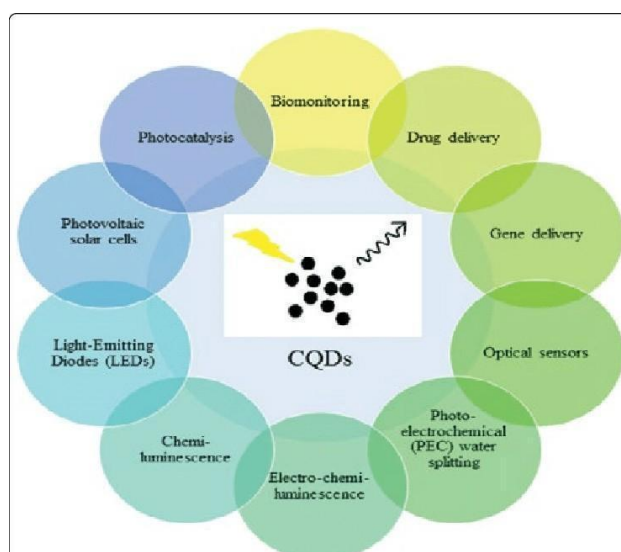 Biomonitoring
Drug delivery
Gene delivery
Optical sensors
Photo-
electrochemical
(PEC) water
splitting
Electro-chemi-
luminescence
Chemi-
luminescence
Light-Emitting
Diodes (LEDs)
Photovoltaic
solar cells
Photocatalysis
CQDs